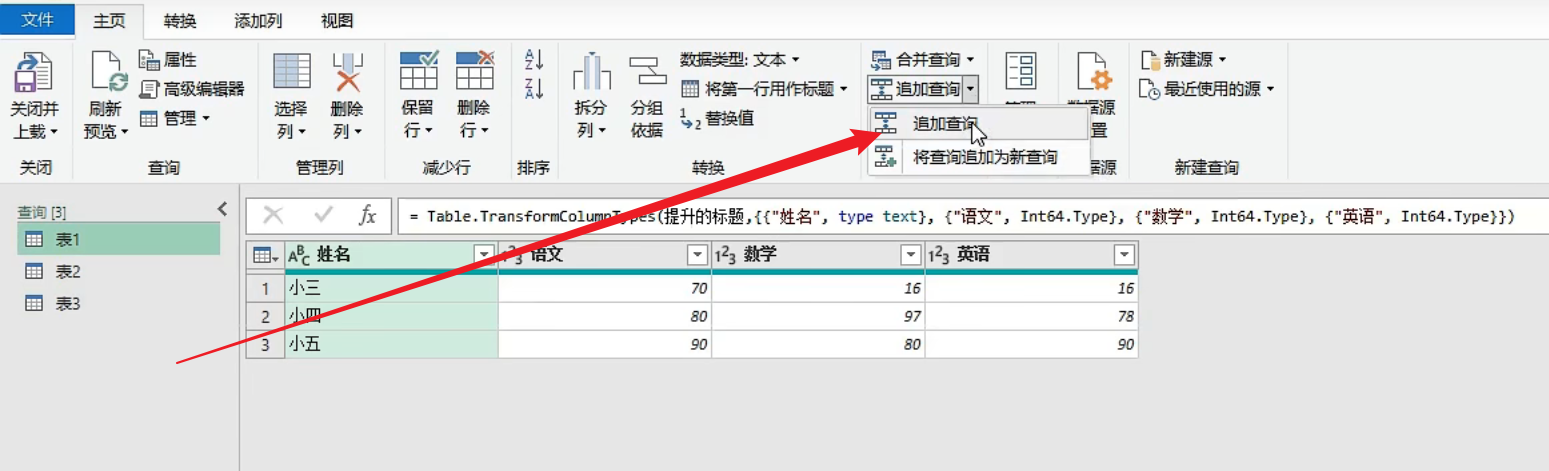 文件 主页 转换 添加列 视图
关闭并上载 刷新预览 属性 高级编辑器 管理 选择列 删除列 保留行 删除行 拆分列 分组依据 数据类型: 文本 将第一行用作标题 替换值 合并查询 追加查询 新建源 最近使用的源
追加查询
将查询追加为新查询
关闭 查询 管理列 减少行 排序 转换 新建查询
查询 [3]
表1
表2
表3
fx = Table.TransformColumnTypes(提升的标题,{{"姓名", type text}, {"语文", Int64.Type}, {"数学", Int64.Type}, {"英语", Int64.Type}})
ABC 姓名 123 语文 123 数学 123 英语
1 小三 70 16 16
2 小四 80 97 78
3 小五 90 80 90